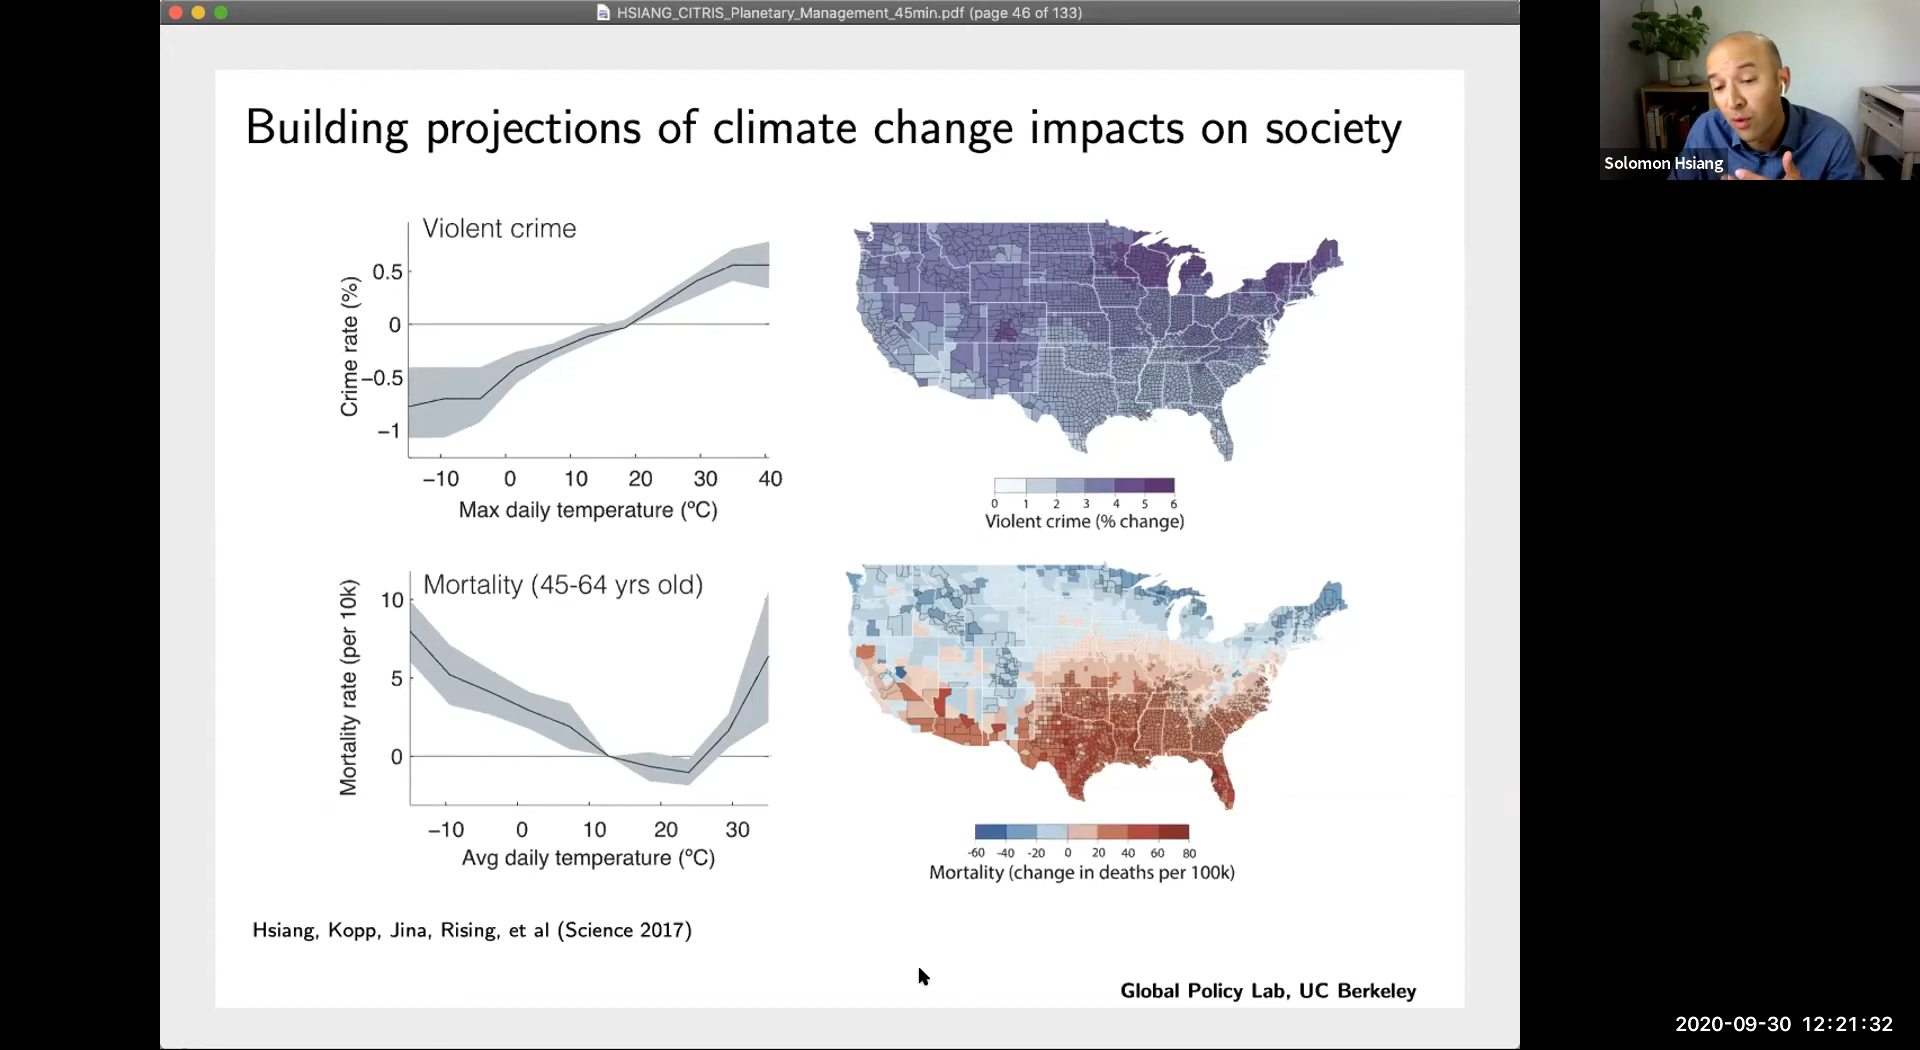 HSIANG_CITRIS_Planetary_Management_45min.pdf (page 46 of 133)
Solomon Hsiang
Building projections of climate change impacts on society
Violent crime
Crime rate (%)
0.5
0
−0.5
−1
−10 0 10 20 30 40
Max daily temperature (ºC)
0 1 2 3 4 5 6
Violent crime (% change)
Mortality (45-64 yrs old)
Mortality rate (per 10k)
10
5
0
−10 0 10 20 30
Avg daily temperature (ºC)
-60 -40 -20 0 20 40 60 80
Mortality (change in deaths per 100k)
Hsiang, Kopp, Jina, Rising, et al (Science 2017)
Global Policy Lab, UC Berkeley
2020-09-30 12:21:32